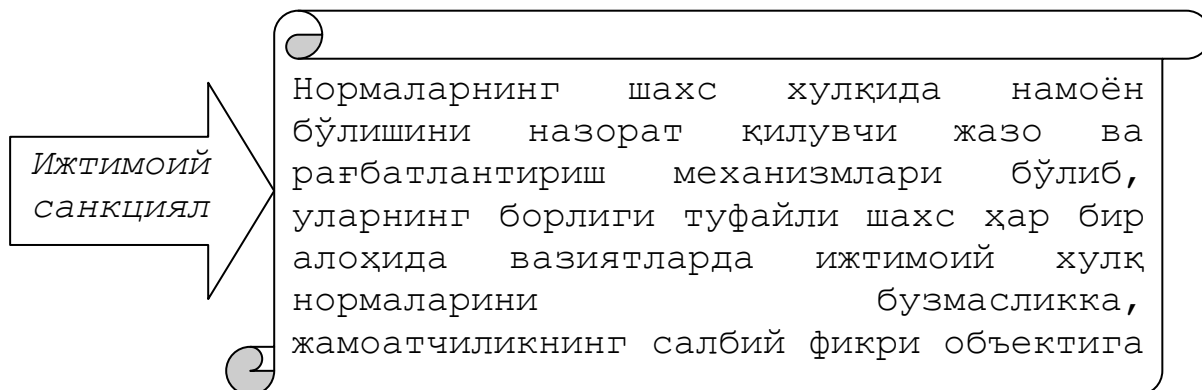 Ижтимоий
санкциял
Нормаларнинг шахс хулқида намоён
бўлишини назорат қилувчи жазо ва
рағбатлантириш механизмлари бўлиб,
уларнинг борлиги туфайли шахс ҳар бир
алоҳида вазиятларда ижтимоий хулқ
нормаларини бузмасликка,
жамоатчиликнинг салбий фикри объектига